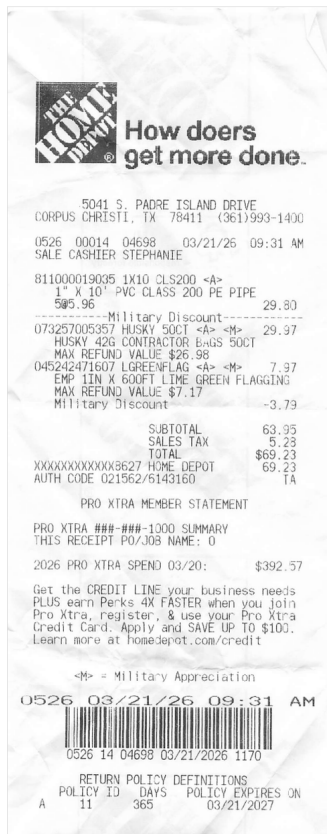 THE
HOME
DEPOT
®
How doers
get more done™
5041 S. PADRE ISLAND DRIVE
CORPUS CHRISTI, TX 78411 (361)993-1400
0526 00014 04698 03/21/26 09:31 AM
SALE CASHIER STEPHANIE
811000019035 1X10 CLS200 <A>
1" X 10' PVC CLASS 200 PE PIPE
5@5.96 29.80
-----------Military Discount------------
073257005357 HUSKY 50CT <A> <M> 29.97
HUSKY 42G CONTRACTOR BAGS 50CT
MAX REFUND VALUE $26.98
045242471607 LGREENFLAG <A> <M> 7.97
EMP 1IN X 600FT LIME GREEN FLAGGING
MAX REFUND VALUE $7.17
Military Discount -3.79
SUBTOTAL 63.95
SALES TAX 5.28
TOTAL $69.23
XXXXXXXXXXXX8627 HOME DEPOT 69.23
AUTH CODE 021562/6143160 TA
PRO XTRA MEMBER STATEMENT
PRO XTRA ###-###-1000 SUMMARY
THIS RECEIPT PO/JOB NAME: 0
2026 PRO XTRA SPEND 03/20: $392.57
Get the CREDIT LINE your business needs
PLUS earn Perks 4X FASTER when you join
Pro Xtra, register, & use your Pro Xtra
Credit Card. Apply and SAVE UP TO $100.
Learn more at homedepot.com/credit
<M> = Military Appreciation
0526 03/21/26 09:31 AM
0526 14 04698 03/21/2026 1170
RETURN POLICY DEFINITIONS
POLICY ID DAYS POLICY EXPIRES ON
A 11 365 03/21/2027